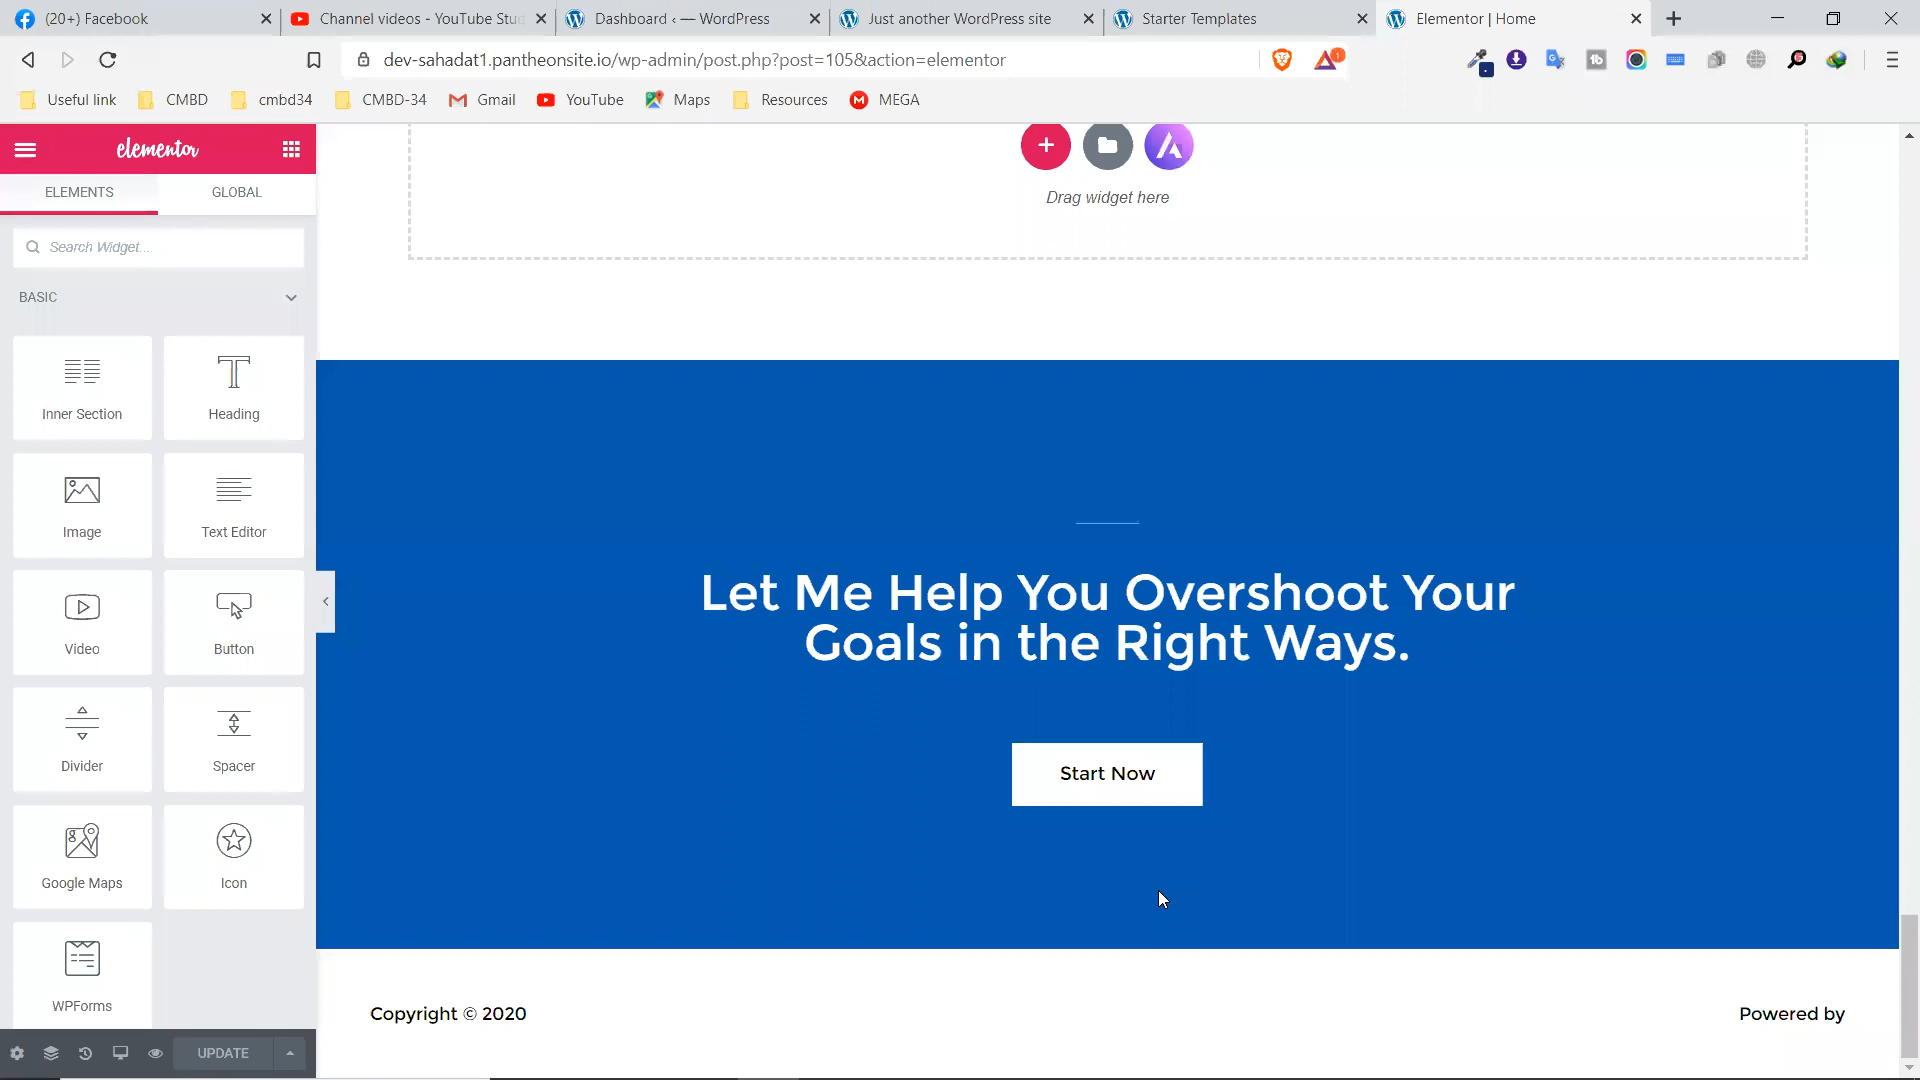 (20+) Facebook
Channel videos - YouTube Stud
Dashboard ‹ — WordPress
Just another WordPress site
Starter Templates
Elementor | Home
dev-sahadat1.pantheonsite.io/wp-admin/post.php?post=105&action=elementor
1
Useful link
CMBD
cmbd34
CMBD-34
Gmail
YouTube
Maps
Resources
MEGA
elementor
ELEMENTS
GLOBAL
Search Widget...
BASIC
Inner Section
Heading
Image
Text Editor
Video
Button
Divider
Spacer
Google Maps
Icon
WPForms
UPDATE
Drag widget here
Let Me Help You Overshoot Your
Goals in the Right Ways.
Start Now
Copyright © 2020
Powered by